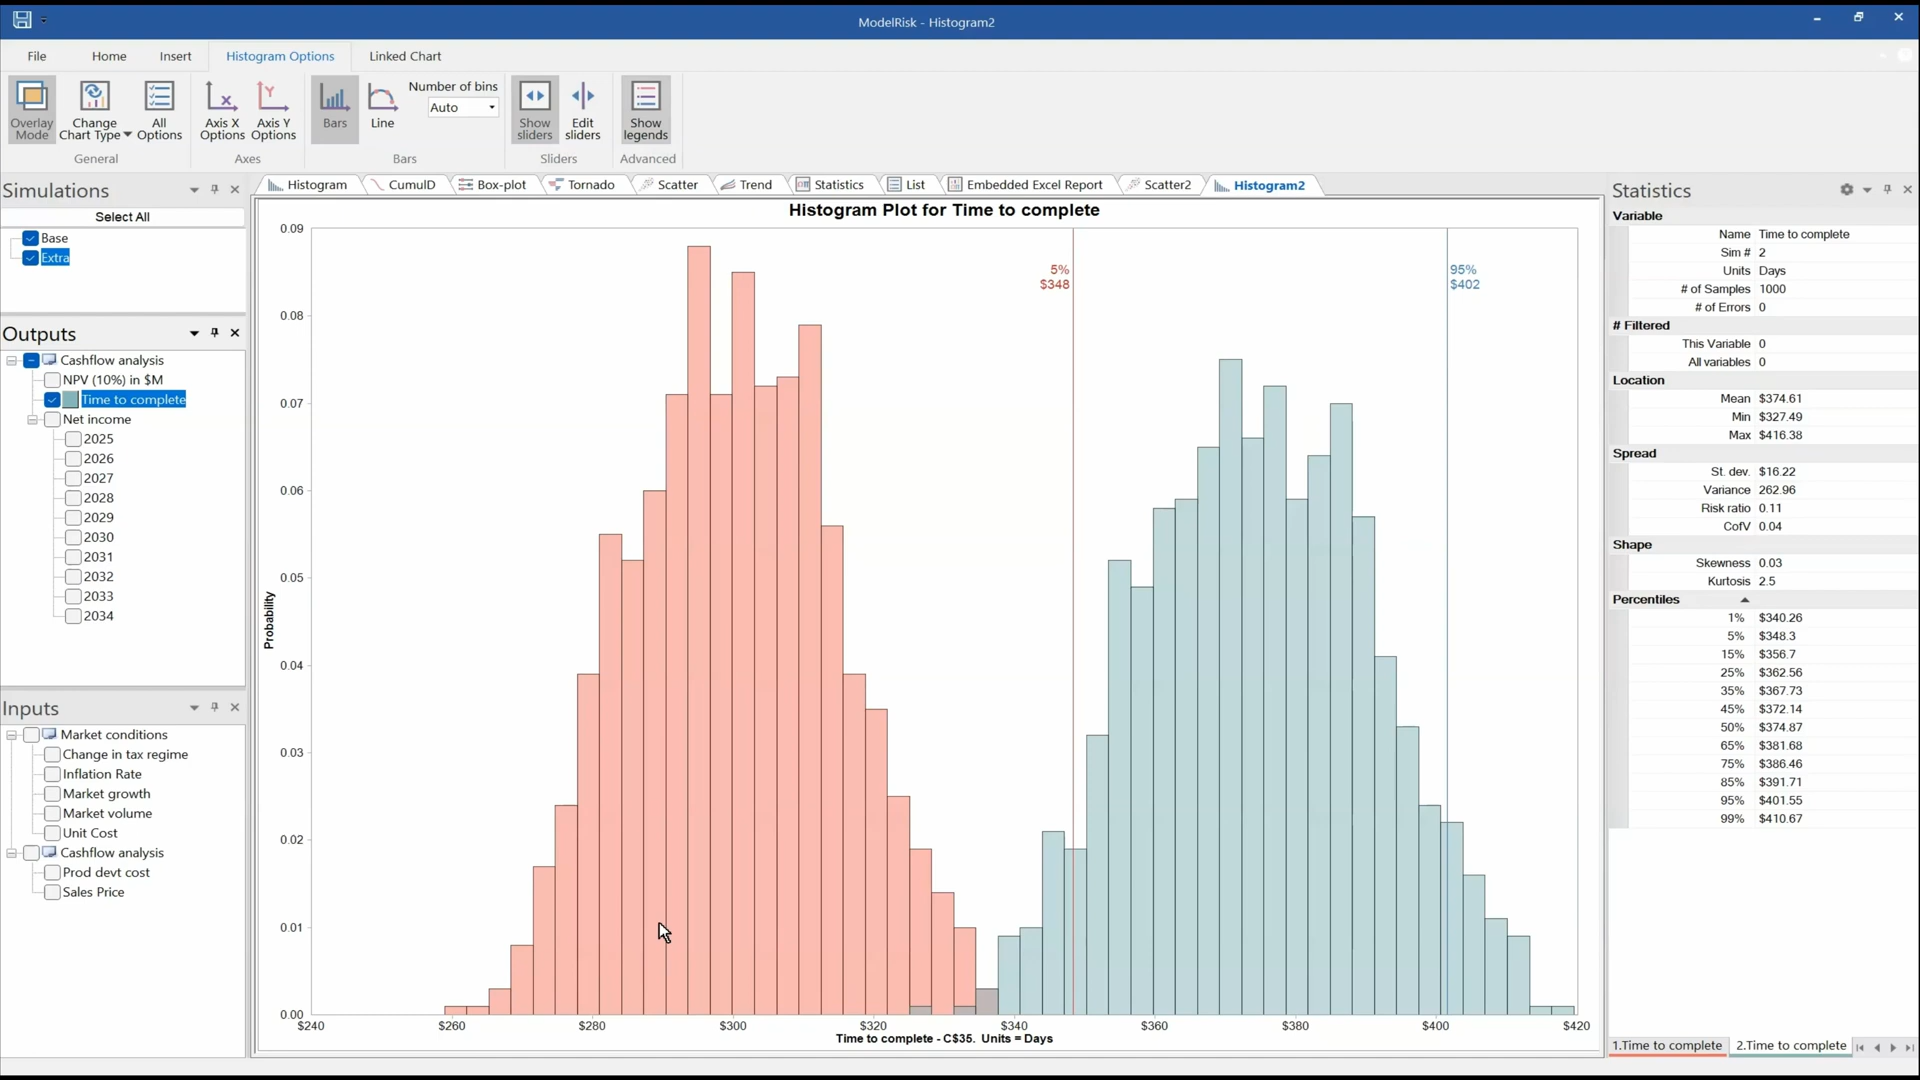 ModelRisk - Histogram2
File Home Insert Histogram Options Linked Chart
Overlay Mode
Change Chart Type
All Options
General
Axis X Options
Axis Y Options
Axes
Bars
Line
Number of bins
Auto
Bars
Show sliders
Edit sliders
Sliders
Show legends
Advanced
Simulations
Select All
Base
Extra
Outputs
Cashflow analysis
NPV (10%) in $M
Time to complete
Net income
2025
2026
2027
2028
2029
2030
2031
2032
2033
2034
Inputs
Market conditions
Change in tax regime
Inflation Rate
Market growth
Market volume
Unit Cost
Cashflow analysis
Prod devt cost
Sales Price
Histogram CumulD Box-plot Tornado Scatter Trend Statistics List Embedded Excel Report Scatter2 Histogram2
Histogram Plot for Time to complete
0.09
0.08
0.07
0.06
0.05
0.04
0.03
0.02
0.01
0.00
Probability
5%
$348
95%
$402
$240 $260 $280 $300 $320 $340 $360 $380 $400 $420
Time to complete - C$35. Units = Days
Statistics
Variable
Name Time to complete
Sim # 2
Units Days
# of Samples 1000
# of Errors 0
# Filtered
This Variable 0
All variables 0
Location
Mean $374.61
Min $327.49
Max $416.38
Spread
St. dev. $16.22
Variance 262.96
Risk ratio 0.11
CofV 0.04
Shape
Skewness 0.03
Kurtosis 2.5
Percentiles
1% $340.26
5% $348.3
15% $356.7
25% $362.56
35% $367.73
45% $372.14
50% $374.87
65% $381.68
75% $386.46
85% $391.71
95% $401.55
99% $410.67
1.Time to complete 2.Time to complete